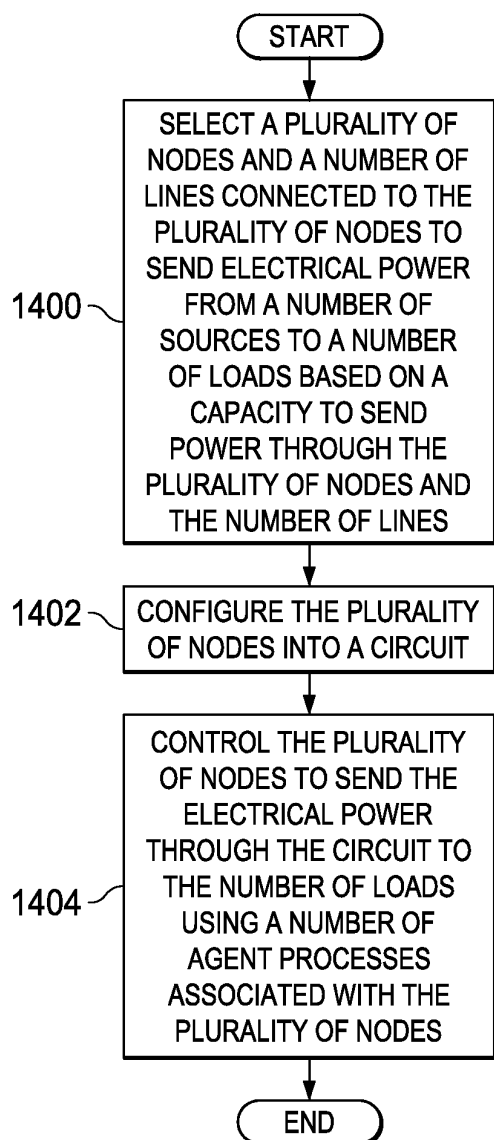 START
SELECT A PLURALITY OF
NODES AND A NUMBER OF
LINES CONNECTED TO THE
PLURALITY OF NODES TO
SEND ELECTRICAL POWER
FROM A NUMBER OF
SOURCES TO A NUMBER
OF LOADS BASED ON A
CAPACITY TO SEND
POWER THROUGH THE
PLURALITY OF NODES AND
THE NUMBER OF LINES
1400
CONFIGURE THE PLURALITY
OF NODES INTO A CIRCUIT
1402
CONTROL THE PLURALITY
OF NODES TO SEND THE
ELECTRICAL POWER
THROUGH THE CIRCUIT TO
THE NUMBER OF LOADS
USING A NUMBER OF
AGENT PROCESSES
ASSOCIATED WITH THE
PLURALITY OF NODES
1404
END